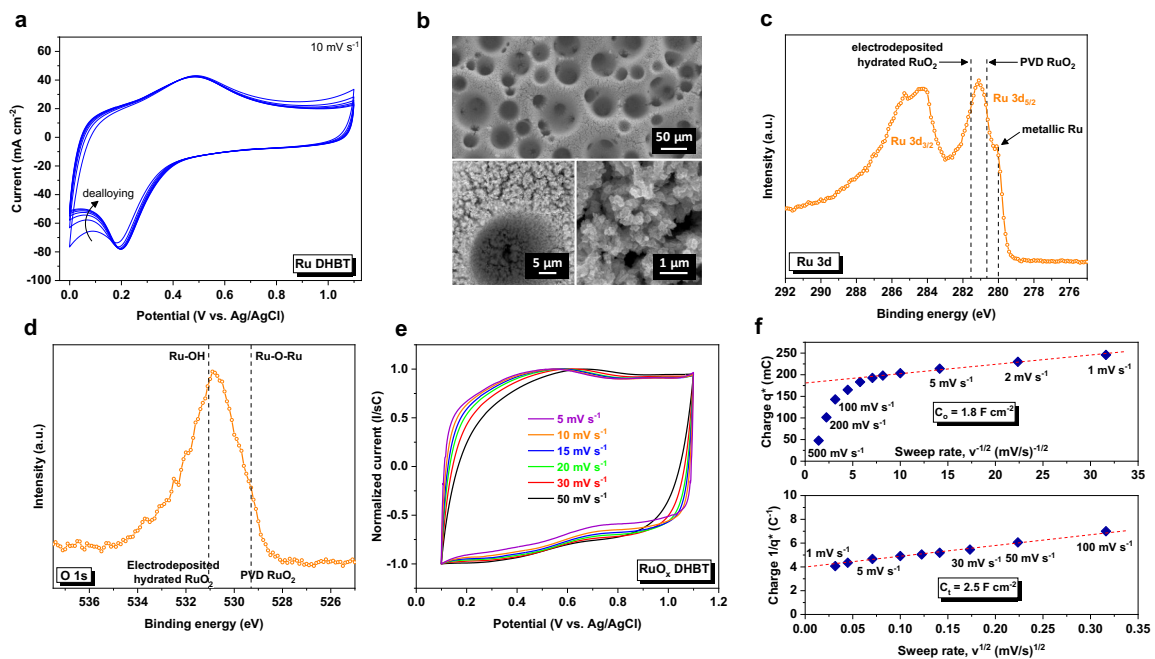 a
10 mV s⁻¹
60
40
20
0
-20
-40
-60
-80
-100
Current (mA cm⁻²)
dealloying
Ru DHBT
0.0 0.2 0.4 0.6 0.8 1.0
Potential (V vs. Ag/AgCl)
b
50 µm
5 µm
1 µm
c
electrodeposited
hydrated RuO₂
PVD RuO₂
Ru 3d₅/₂
metallic Ru
Ru 3d₃/₂
Intensity (a.u.)
Ru 3d
292 290 288 286 284 282 280 278 276
Binding energy (eV)
d
Ru-OH
Ru-O-Ru
Intensity (a.u.)
O 1s
Electrodeposited
hydrated RuO₂
PVD RuO₂
536 534 532 530 528 526
Binding energy (eV)
e
1.0
0.5
0.0
-0.5
-1.0
Normalized current (I/sC)
5 mV s⁻¹
10 mV s⁻¹
15 mV s⁻¹
20 mV s⁻¹
30 mV s⁻¹
50 mV s⁻¹
RuOₓ DHBT
0.0 0.2 0.4 0.6 0.8 1.0 1.2
Potential (V vs. Ag/AgCl)
f
250
200
150
100
50
0
Charge q* (mC)
500 mV s⁻¹
200 mV s⁻¹
100 mV s⁻¹
5 mV s⁻¹
2 mV s⁻¹
1 mV s⁻¹
Cₒ = 1.8 F cm⁻²
0 5 10 15 20 25 30 35
Sweep rate, v⁻¹/² (mV/s)⁻¹/²
10
8
6
4
2
0
Charge 1/q* (C⁻¹)
1 mV s⁻¹
5 mV s⁻¹
30 mV s⁻¹
50 mV s⁻¹
100 mV s⁻¹
Cₜ = 2.5 F cm⁻²
0.00 0.05 0.10 0.15 0.20 0.25 0.30 0.35
Sweep rate, v¹/² (mV/s)¹/²